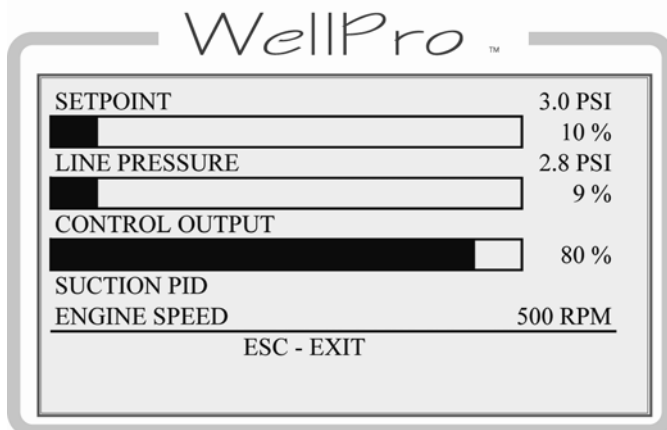 WellPro ™
SETPOINT 3.0 PSI
10 %
LINE PRESSURE 2.8 PSI
9 %
CONTROL OUTPUT
80 %
SUCTION PID
ENGINE SPEED 500 RPM
ESC - EXIT